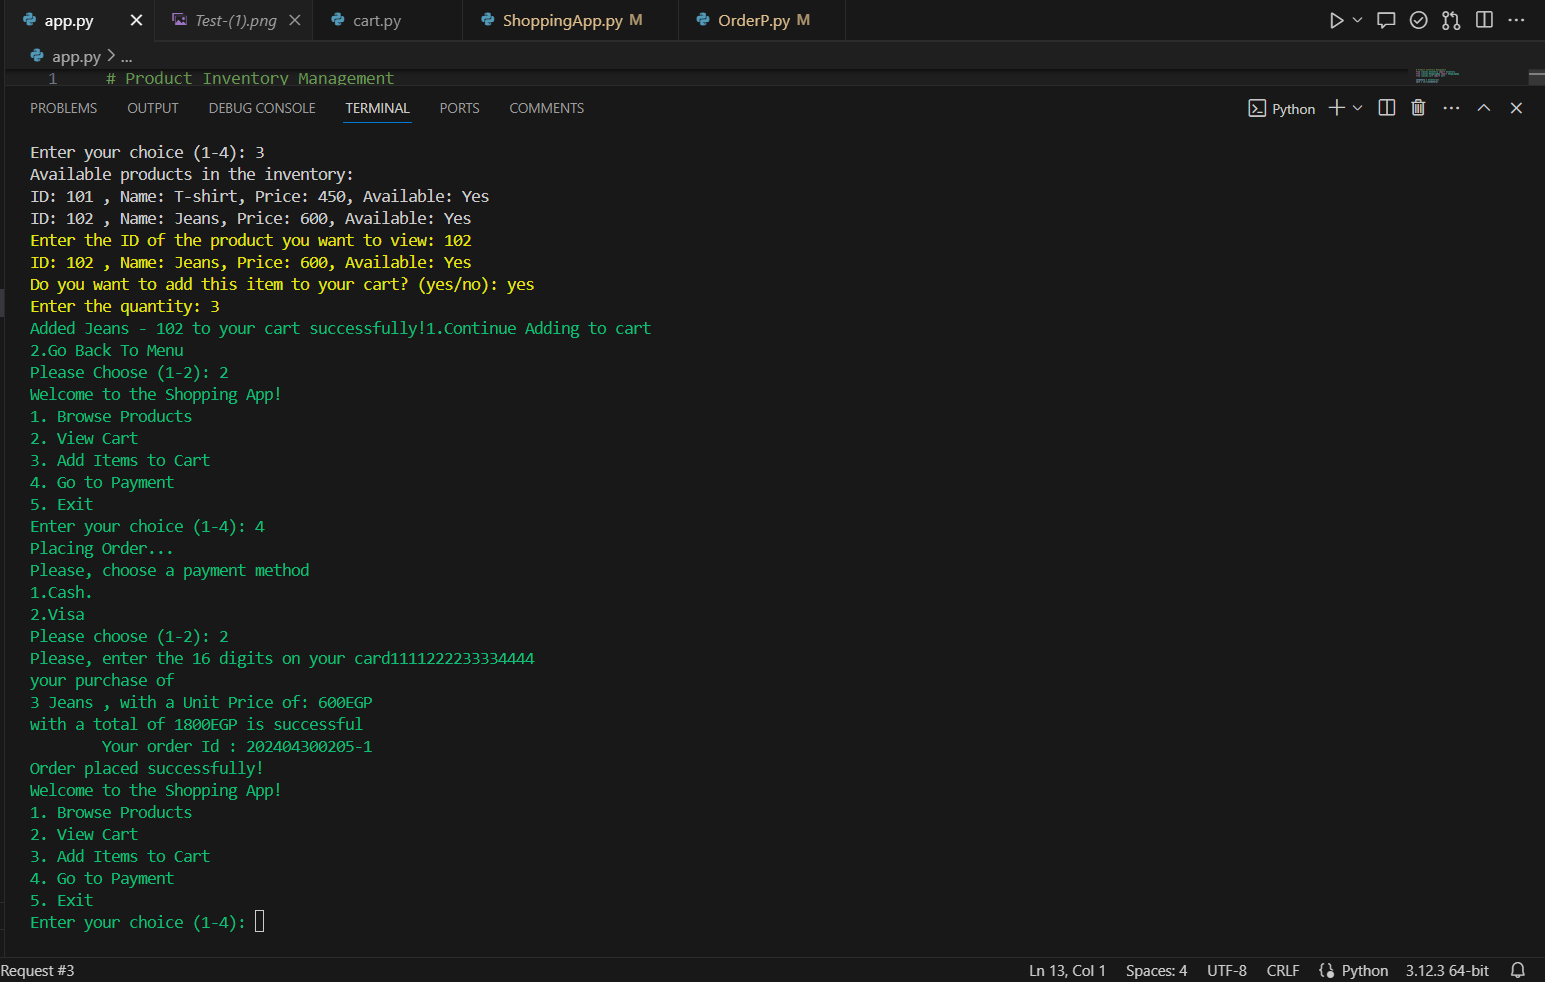 app.py
Test-(1).png
cart.py
ShoppingApp.py M
OrderP.py M
app.py > ...
1 # Product Inventory Management
PROBLEMS OUTPUT DEBUG CONSOLE TERMINAL PORTS COMMENTS
Python
Enter your choice (1-4): 3
Available products in the inventory:
ID: 101 , Name: T-shirt, Price: 450, Available: Yes
ID: 102 , Name: Jeans, Price: 600, Available: Yes
Enter the ID of the product you want to view: 102
ID: 102 , Name: Jeans, Price: 600, Available: Yes
Do you want to add this item to your cart? (yes/no): yes
Enter the quantity: 3
Added Jeans - 102 to your cart successfully!1.Continue Adding to cart
2.Go Back To Menu
Please Choose (1-2): 2
Welcome to the Shopping App!
1. Browse Products
2. View Cart
3. Add Items to Cart
4. Go to Payment
5. Exit
Enter your choice (1-4): 4
Placing Order...
Please, choose a payment method
1.Cash.
2.Visa
Please choose (1-2): 2
Please, enter the 16 digits on your card1111222233334444
your purchase of
3 Jeans , with a Unit Price of: 600EGP
with a total of 1800EGP is successful
Your order Id : 202404300205-1
Order placed successfully!
Welcome to the Shopping App!
1. Browse Products
2. View Cart
3. Add Items to Cart
4. Go to Payment
5. Exit
Enter your choice (1-4):
Request #3
Ln 13, Col 1 Spaces: 4 UTF-8 CRLF Python 3.12.3 64-bit